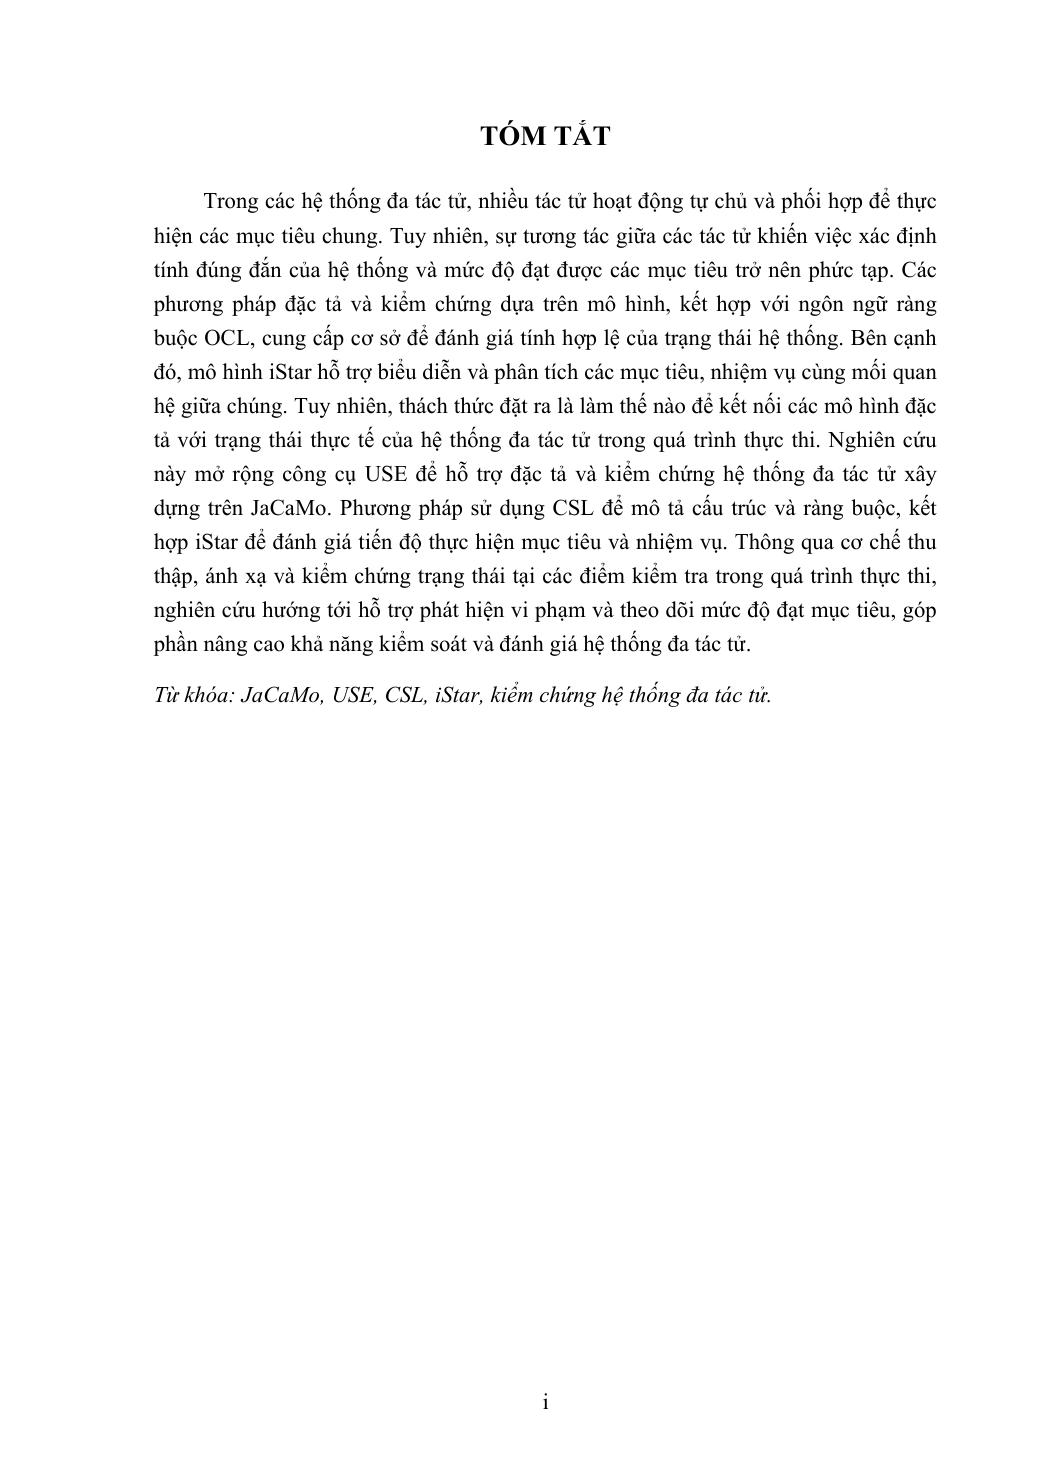 TÓM TẮT
Trong các hệ thống đa tác tử, nhiều tác tử hoạt động tự chủ và phối hợp để thực
hiện các mục tiêu chung. Tuy nhiên, sự tương tác giữa các tác tử khiến việc xác định
tính đúng đắn của hệ thống và mức độ đạt được các mục tiêu trở nên phức tạp. Các
phương pháp đặc tả và kiểm chứng dựa trên mô hình, kết hợp với ngôn ngữ ràng
buộc OCL, cung cấp cơ sở để đánh giá tính hợp lệ của trạng thái hệ thống. Bên cạnh
đó, mô hình iStar hỗ trợ biểu diễn và phân tích các mục tiêu, nhiệm vụ cùng mối quan
hệ giữa chúng. Tuy nhiên, thách thức đặt ra là làm thế nào để kết nối các mô hình đặc
tả với trạng thái thực tế của hệ thống đa tác tử trong quá trình thực thi. Nghiên cứu
này mở rộng công cụ USE để hỗ trợ đặc tả và kiểm chứng hệ thống đa tác tử xây
dựng trên JaCaMo. Phương pháp sử dụng CSL để mô tả cấu trúc và ràng buộc, kết
hợp iStar để đánh giá tiến độ thực hiện mục tiêu và nhiệm vụ. Thông qua cơ chế thu
thập, ánh xạ và kiểm chứng trạng thái tại các điểm kiểm tra trong quá trình thực thi,
nghiên cứu hướng tới hỗ trợ phát hiện vi phạm và theo dõi mức độ đạt mục tiêu, góp
phần nâng cao khả năng kiểm soát và đánh giá hệ thống đa tác tử.
Từ khóa: JaCaMo, USE, CSL, iStar, kiểm chứng hệ thống đa tác tử.
i